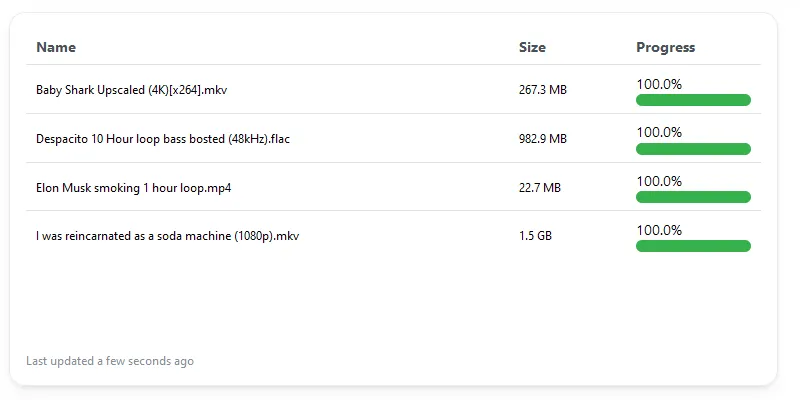 Name Size Progress
Baby Shark Upscaled (4K)[x264].mkv 267.3 MB 100.0%
Despacito 10 Hour loop bass bosted (48kHz).flac 982.9 MB 100.0%
Elon Musk smoking 1 hour loop.mp4 22.7 MB 100.0%
I was reincarnated as a soda machine (1080p).mkv 1.5 GB 100.0%
Last updated a few seconds ago